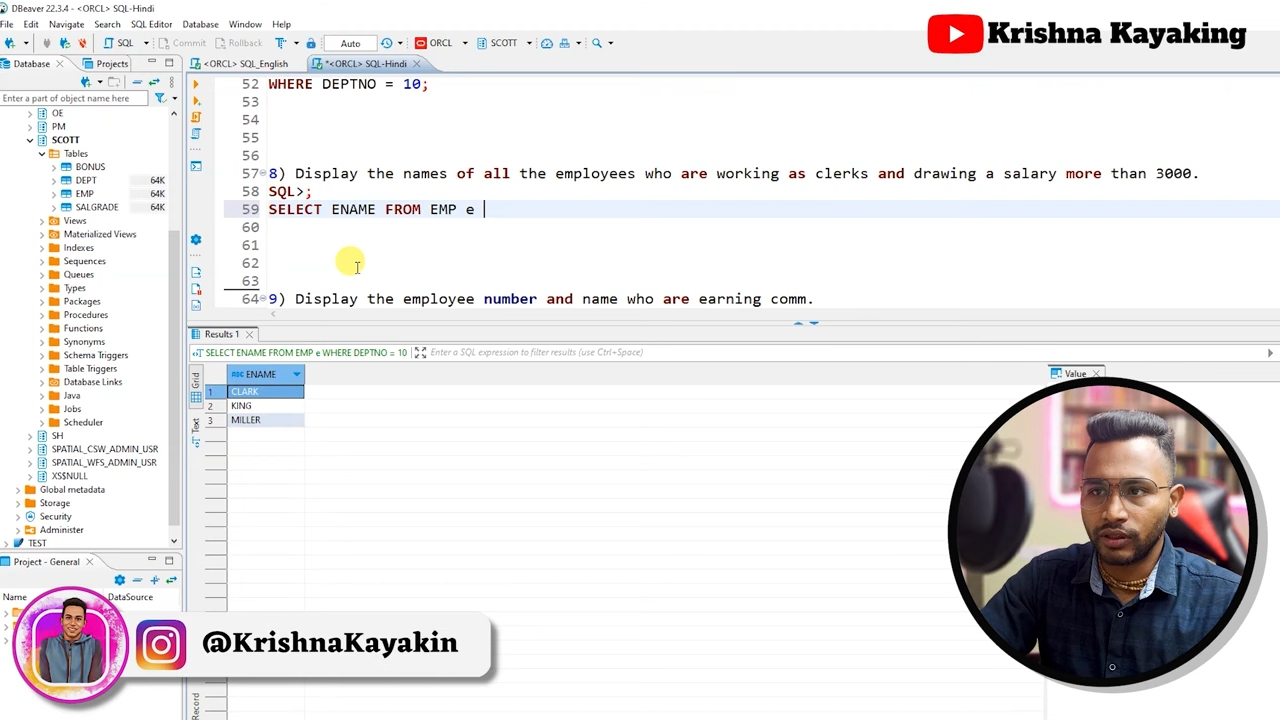 DBeaver 22.3.4 - <ORCL> SQL-Hindi
File Edit Navigate Search SQL Editor Database Window Help
SQL Commit Rollback Auto ORCL SCOTT
Krishna Kayaking
Database Projects
<ORCL> SQL_English *<ORCL> SQL-Hindi
Enter a part of object name here
OE
PM
SCOTT
Tables
BONUS
DEPT 64K
EMP 64K
SALGRADE 64K
Views
Materialized Views
Indexes
Sequences
Queues
Types
Packages
Procedures
Functions
Synonyms
Schema Triggers
Table Triggers
Database Links
Java
Jobs
Scheduler
SH
SPATIAL_CSW_ADMIN_USR
SPATIAL_WFS_ADMIN_USR
XS$NULL
Global metadata
Storage
Security
Administer
TEST
52 WHERE DEPTNO = 10;
53
54
55
56
57 8) Display the names of all the employees who are working as clerks and drawing a salary more than 3000.
58 SQL>;
59 SELECT ENAME FROM EMP e
60
61
62
63
64 9) Display the employee number and name who are earning comm.
Results 1
SELECT ENAME FROM EMP e WHERE DEPTNO = 10 Enter a SQL expression to filter results (use Ctrl+Space)
Grid
Text
Record
ABC ENAME
1 CLARK
2 KING
3 MILLER
Value
Project - General
Name DataSource
@KrishnaKayakin